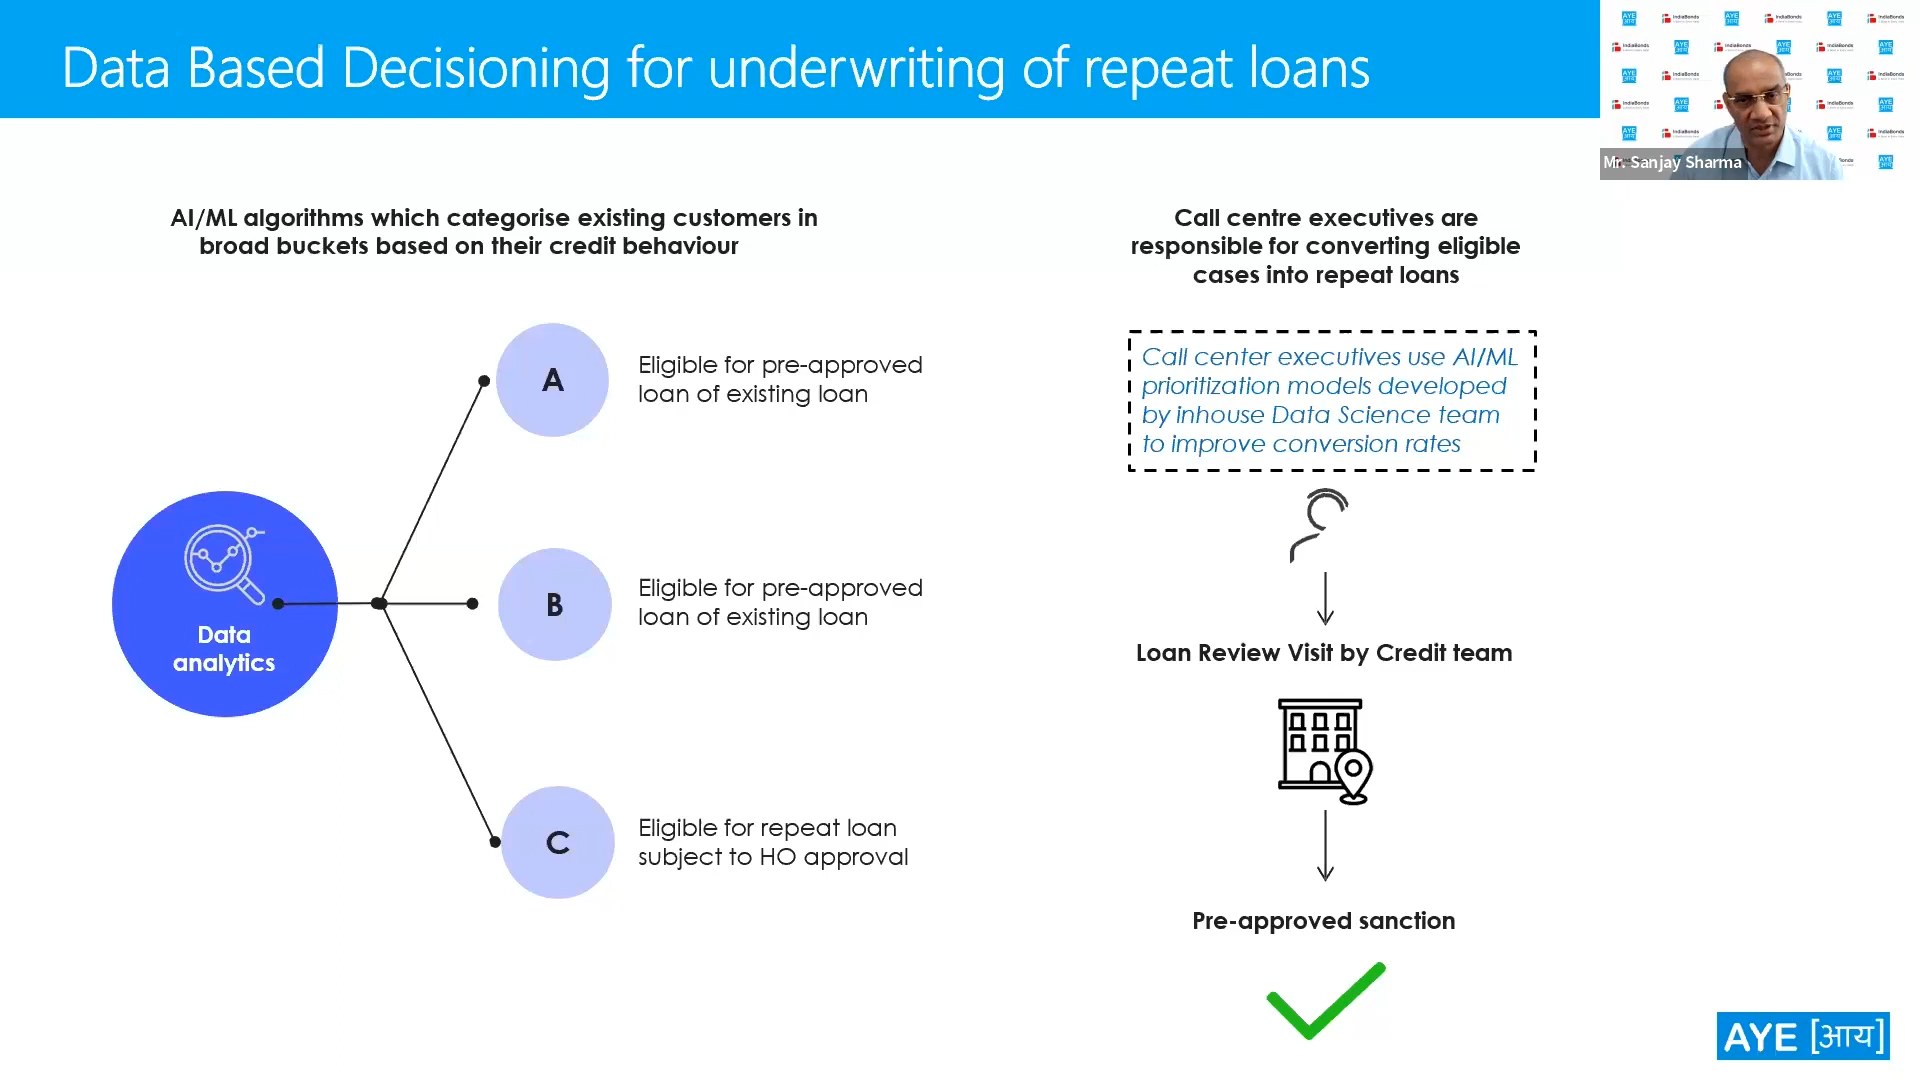 Data Based Decisioning for underwriting of repeat loans
Mr. Sanjay Sharma
AI/ML algorithms which categorise existing customers in
broad buckets based on their credit behaviour
A
Eligible for pre-approved
loan of existing loan
B
Eligible for pre-approved
loan of existing loan
Data
analytics
C
Eligible for repeat loan
subject to HO approval
Call centre executives are
responsible for converting eligible
cases into repeat loans
Call center executives use AI/ML
prioritization models developed
by inhouse Data Science team
to improve conversion rates
Loan Review Visit by Credit team
Pre-approved sanction
AYE [आय]